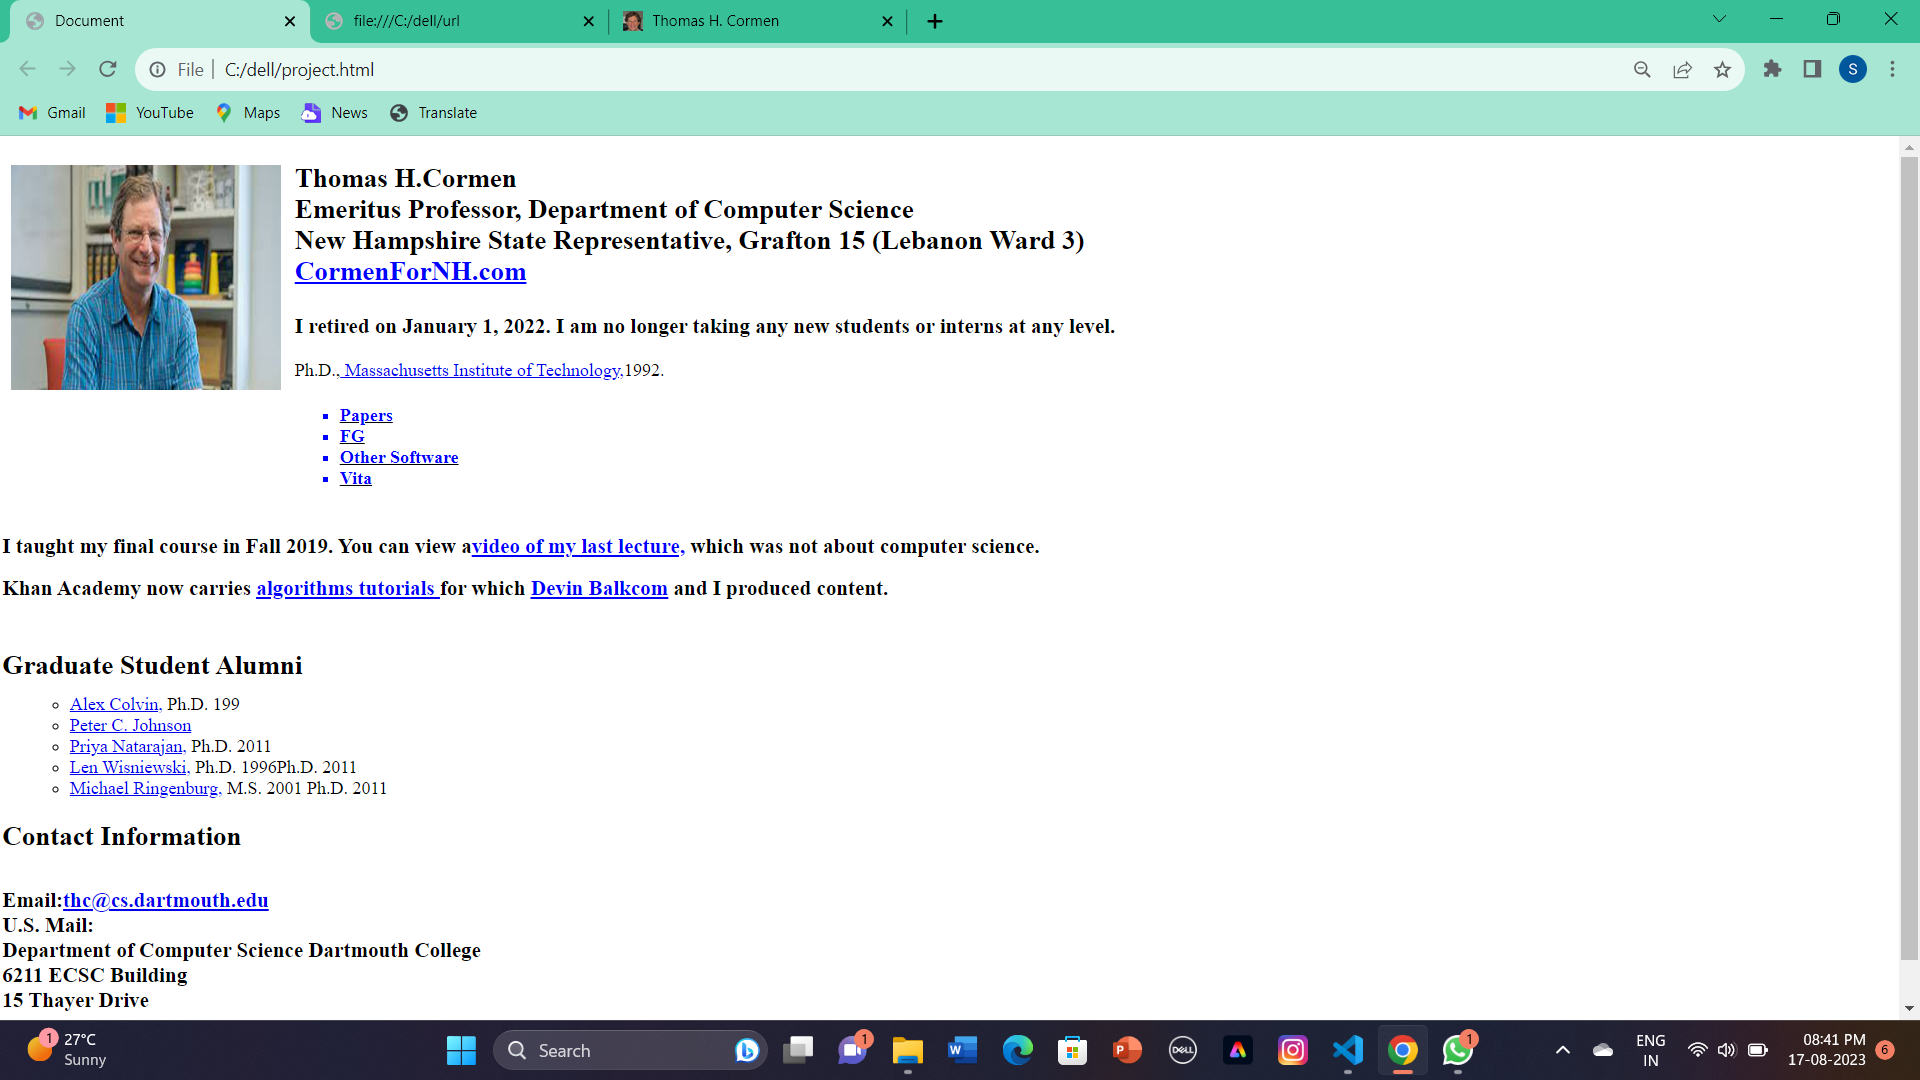 Document
file:///C:/dell/url
Thomas H. Cormen
File
C:/dell/project.html
S
Gmail
YouTube
Maps
News
Translate
Thomas H.Cormen
Emeritus Professor, Department of Computer Science
New Hampshire State Representative, Grafton 15 (Lebanon Ward 3)
CormenForNH.com
I retired on January 1, 2022. I am no longer taking any new students or interns at any level.
Ph.D., Massachusetts Institute of Technology,1992.
Papers
FG
Other Software
Vita
I taught my final course in Fall 2019. You can view avideo of my last lecture, which was not about computer science.
Khan Academy now carries algorithms tutorials for which Devin Balkcom and I produced content.
Graduate Student Alumni
Alex Colvin, Ph.D. 199
Peter C. Johnson
Priya Natarajan, Ph.D. 2011
Len Wisniewski, Ph.D. 1996Ph.D. 2011
Michael Ringenburg, M.S. 2001 Ph.D. 2011
Contact Information
Email:thc@cs.dartmouth.edu
U.S. Mail:
Department of Computer Science Dartmouth College
6211 ECSC Building
15 Thayer Drive
1
27°C
Sunny
Search
1
W
P
DELL
1
ENG
IN
08:41 PM
17-08-2023
6